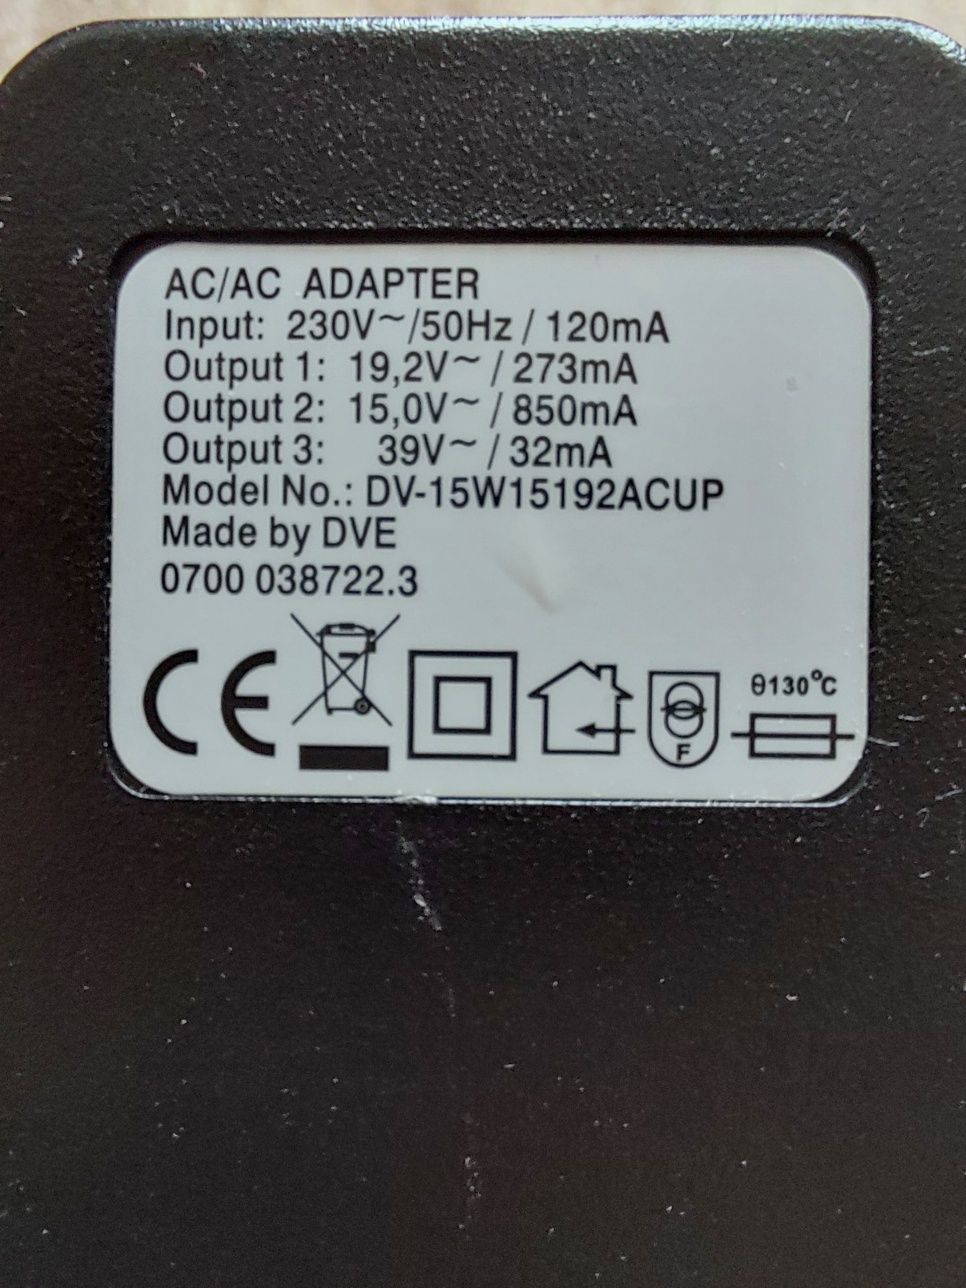 AC/AC ADAPTER
Input: 230V~/50Hz / 120mA
Output 1: 19,2V~ / 273mA
Output 2: 15,0V~ / 850mA
Output 3: 39V~ / 32mA
Model No.: DV-15W15192ACUP
Made by DVE
0700 038722.3
θ130°C
CE
F